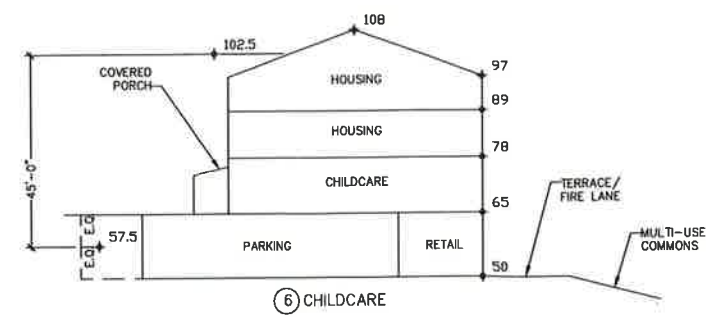 108
102.5
COVERED
PORCH
HOUSING
97
89
HOUSING
78
CHILDCARE
TERRACE/
FIRE LANE
45'-0"
65
E.Q.
57.5
E.Q.
PARKING
RETAIL
MULTI-USE
COMMONS
50
6 CHILDCARE